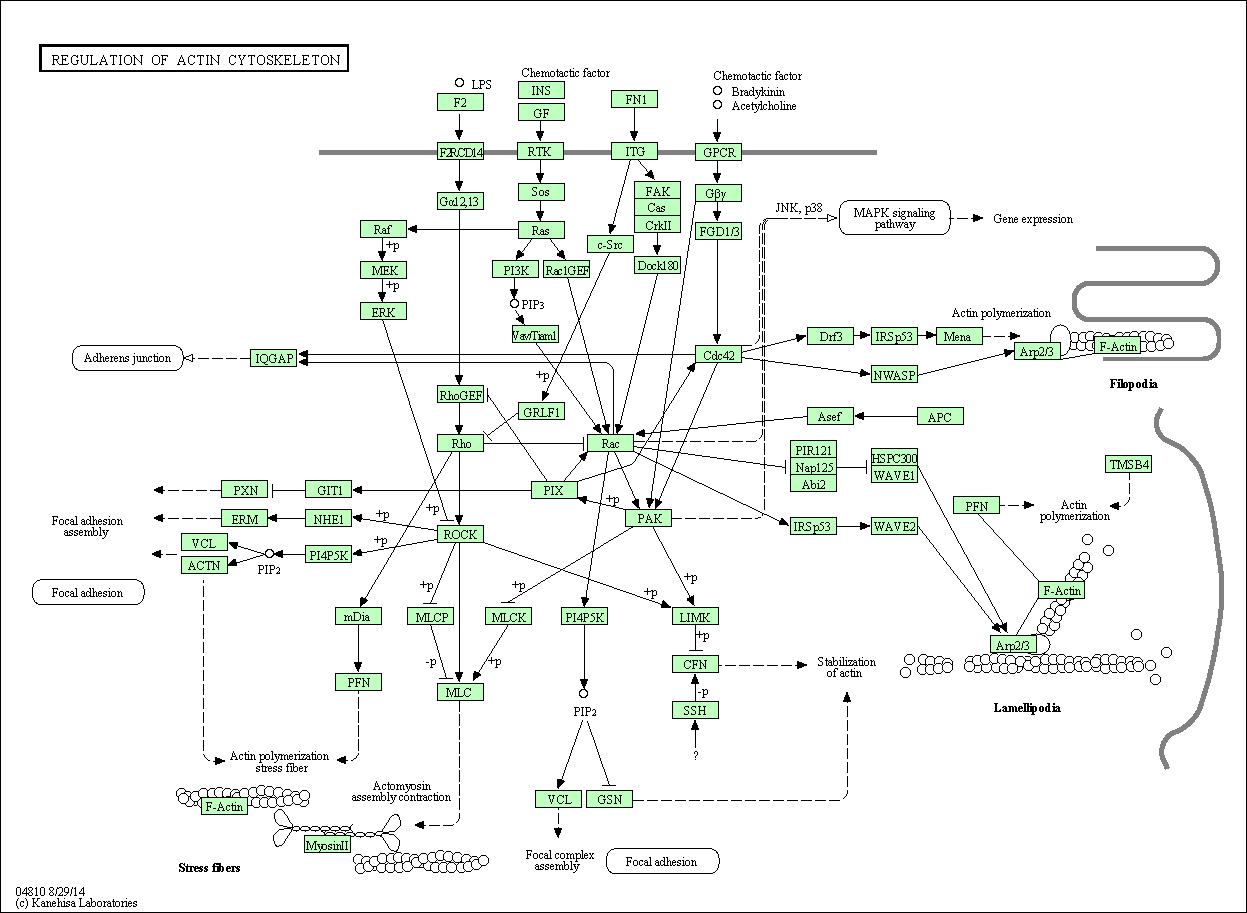 REGULATION OF ACTIN CYTOSKELETON
LPS
Chemotactic factor
Chemotactic factor
Bradykinin
Acetylcholine
F2
INS
GF
FN1
F2RCD14
RTK
ITG
GPCR
Gα12,13
Sos
FAK
Cas
CrkII
Gβγ
JNK, p38
MAPK signaling
pathway
Gene expression
Raf
Ras
c-Src
FGD1/3
+p
MEK
PI3K
Rac1GEF
Dock180
+p
ERK
PIP3
Vav/Tiam1
Actin polymerization
Drf3
IRSp53
Mena
Arp2/3
F-Actin
Adherens junction
IQGAP
Cdc42
NWASP
Filopodia
+p
RhoGEF
GRLF1
Asef
APC
Rho
Rac
PIR121
Nap125
Abi2
HSPC300
WAVE1
TMSB4
PXN
GIT1
PIX
+p
PFN
Actin
polymerization
Focal adhesion
assembly
ERM
NHE1
+p
+p
ROCK
PAK
IRSp53
WAVE2
VCL
ACTN
PIP2
PI4P5K
+p
Focal adhesion
+p
+p
+p
+p
F-Actin
mDia
MLCP
MLCK
PI4P5K
LIMK
+p
Arp2/3
-p
+p
CFN
Stabilization
of actin
PFN
MLC
-p
SSH
?
PIP2
Lamellipodia
Actin polymerization
stress fiber
Actomyosin
assembly contraction
F-Actin
VCL
GSN
MyosinII
Stress fibers
Focal complex
assembly
Focal adhesion
04810 8/29/14
(c) Kanehisa Laboratories